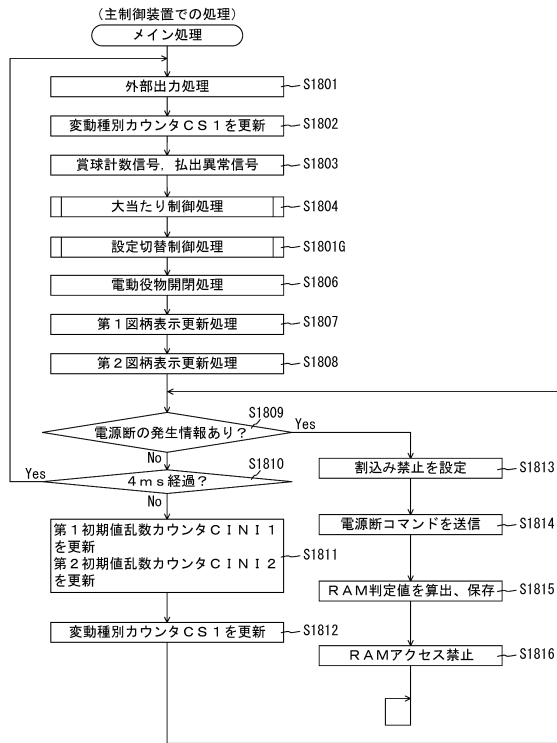 （主制御装置での処理）
メイン処理
外部出力処理
S1801
変動種別カウンタＣＳ１を更新
S1802
賞球計数信号，払出異常信号
S1803
大当たり制御処理
S1804
設定切替制御処理
S1801G
電動役物開閉処理
S1806
第１図柄表示更新処理
S1807
第２図柄表示更新処理
S1808
電源断の発生情報あり？
S1809
Yes
No
４ｍｓ経過？
S1810
Yes
No
第１初期値乱数カウンタＣＩＮＩ１
を更新
第２初期値乱数カウンタＣＩＮＩ２
を更新
S1811
変動種別カウンタＣＳ１を更新
S1812
割込み禁止を設定
S1813
電源断コマンドを送信
S1814
ＲＡＭ判定値を算出、保存
S1815
ＲＡＭアクセス禁止
S1816